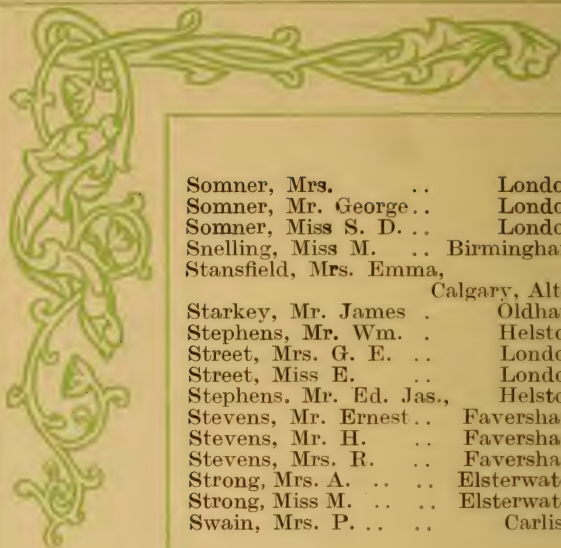 Somner, Mrs. .. Londo
Somner, Mr. George.. Londo
Somner, Miss S. D. .. Londo
Snelling, Miss M. .. Birmingha
Stansfield, Mrs. Emma,
Calgary, Alt
Starkey, Mr. James . Oldha
Stephens, Mr. Wm. . Helsto
Street, Mrs. G. E. .. Londo
Street, Miss E. .. Londo
Stephens. Mr. Ed. Jas., Helsto
Stevens, Mr. Ernest.. Faversha
Stevens, Mr. H. .. Faversha
Stevens, Mrs. R. .. Faversha
Strong, Mrs. A. .. .. Elsterwat
Strong, Miss M. .. .. Elsterwat
Swain, Mrs. P. .. .. Carlis